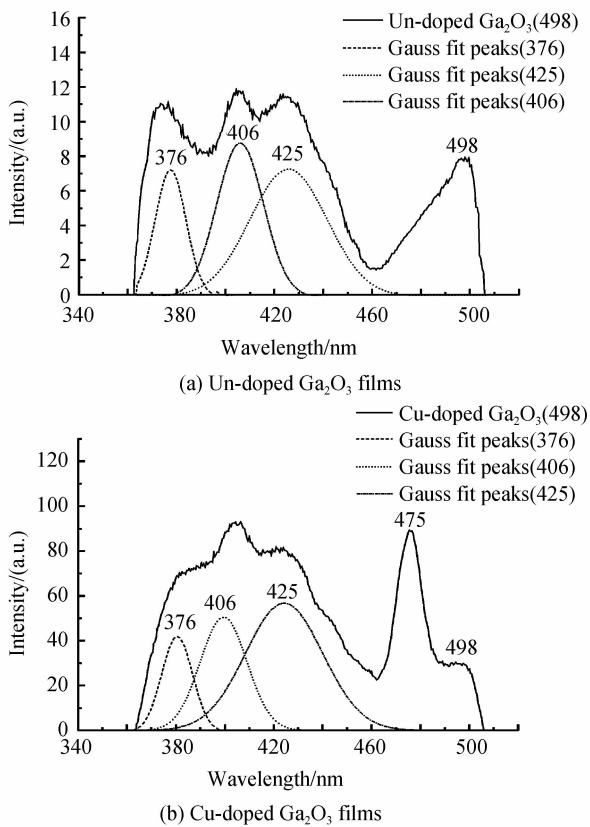 Un-doped Ga₂O₃(498)
Gauss fit peaks(376)
Gauss fit peaks(425)
Gauss fit peaks(406)
16
14
12
10
8
6
4
2
0
Intensity/(a.u.)
376
406
425
498
340
380
420
460
500
Wavelength/nm
(a) Un-doped Ga₂O₃ films
Cu-doped Ga₂O₃(498)
Gauss fit peaks(376)
Gauss fit peaks(406)
Gauss fit peaks(425)
120
100
80
60
40
20
0
Intensity/(a.u.)
376
406
425
475
498
340
380
420
460
500
Wavelength/nm
(b) Cu-doped Ga₂O₃ films